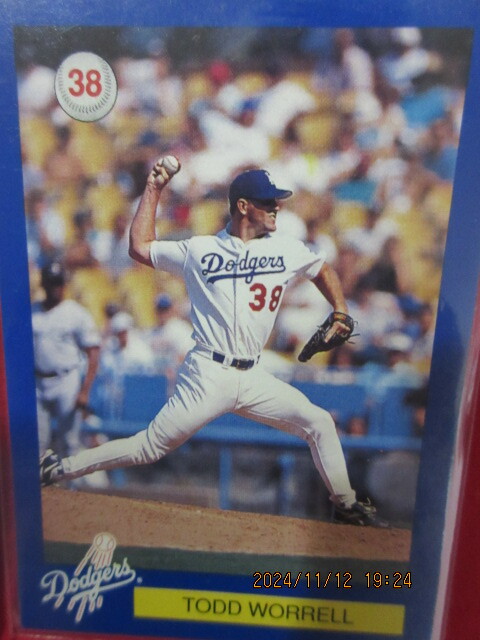 38
Dodgers
38
Dodgers
2024/11/12 19:24
TODD WORRELL